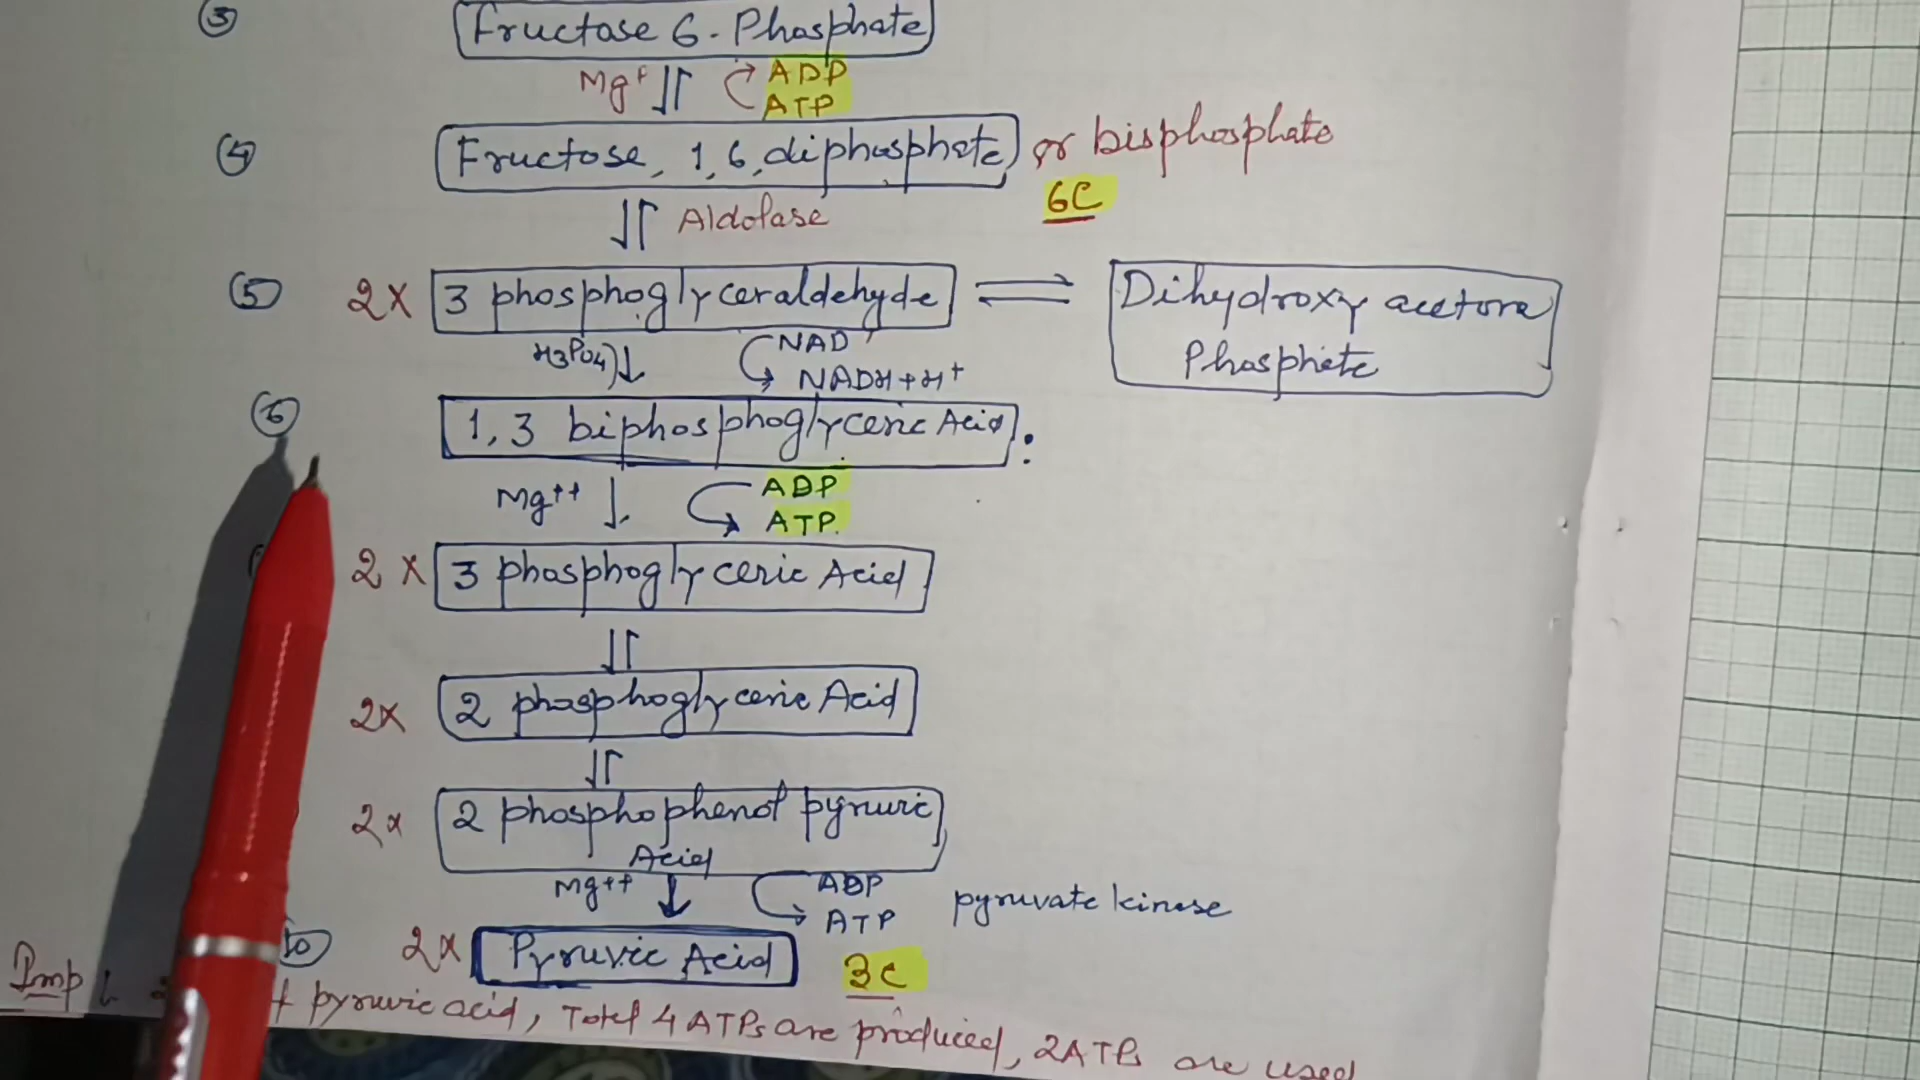 3 Fructose 6-Phosphate
Mg+ ADP
ATP
4 Fructose, 1,6, diphosphate or bisphosphate
6C
Aldolase
5 2X 3 phosphoglyceraldehyde Dihydroxy acetone
Phosphate
H3PO4 NAD
NADH+H+
6 1,3 biphosphoglyceric Acid
Mg++ ADP
ATP
2 X 3 phosphoglyceric Acid
2X 2 phosphoglyceric Acid
2X 2 phosphophenol pyruvic
Acid
Mg++ ADP
ATP pyruvate kinase
10 2X Pyruvic Acid 3C
Imp pyruvic acid, Total 4 ATPs are produced, 2ATPs are used